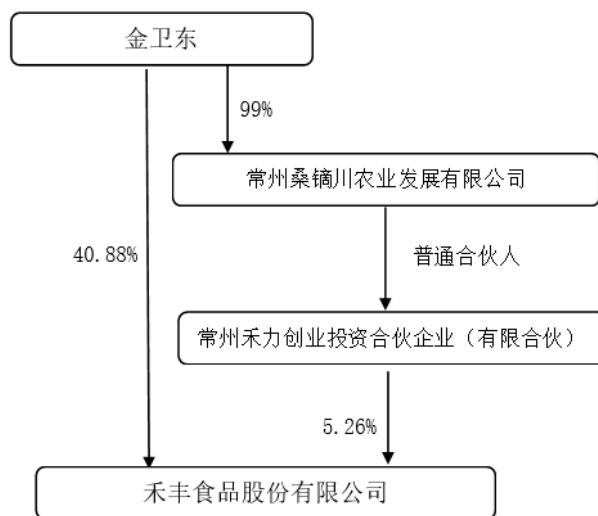 金卫东
99%
常州桑镝川农业发展有限公司
40.88%
普通合伙人
常州禾力创业投资合伙企业（有限合伙）
5.26%
禾丰食品股份有限公司